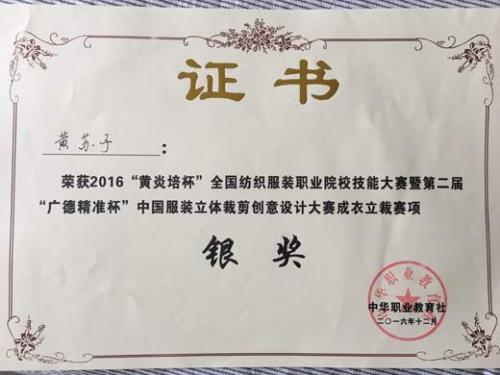 证书
黄苏子：
荣获2016“黄炎培杯”全国纺织服装职业院校技能大赛暨第二届
“广德精准杯”中国服装立体裁剪创意设计大赛成衣立裁赛项
银奖
中华职业教育社
二〇一六年十二月